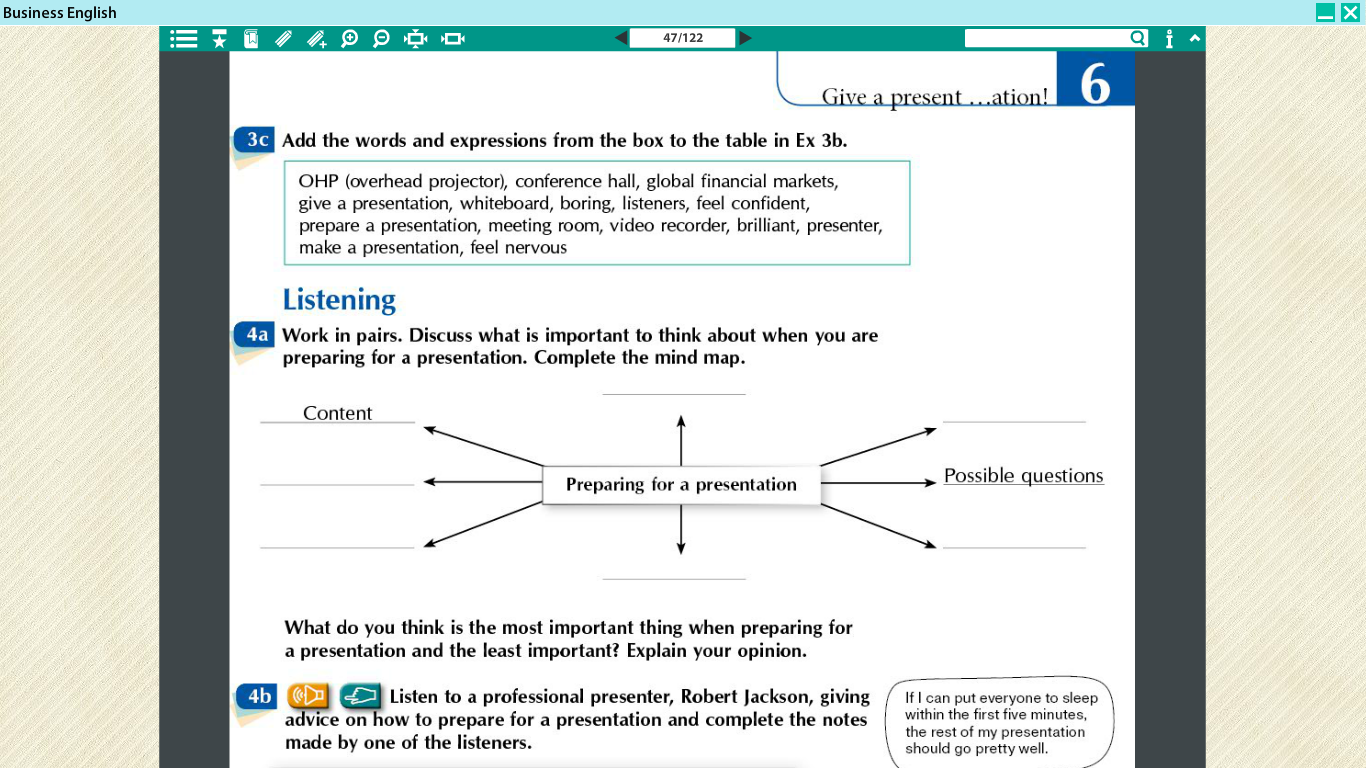 Business English
47/122
Give a present …ation!
6
3c Add the words and expressions from the box to the table in Ex 3b.
OHP (overhead projector), conference hall, global financial markets,
give a presentation, whiteboard, boring, listeners, feel confident,
prepare a presentation, meeting room, video recorder, brilliant, presenter,
make a presentation, feel nervous
Listening
4a Work in pairs. Discuss what is important to think about when you are
preparing for a presentation. Complete the mind map.
Content
Possible questions
Preparing for a presentation
What do you think is the most important thing when preparing for
a presentation and the least important? Explain your opinion.
4b Listen to a professional presenter, Robert Jackson, giving
advice on how to prepare for a presentation and complete the notes
made by one of the listeners.
If I can put everyone to sleep
within the first five minutes,
the rest of my presentation
should go pretty well.